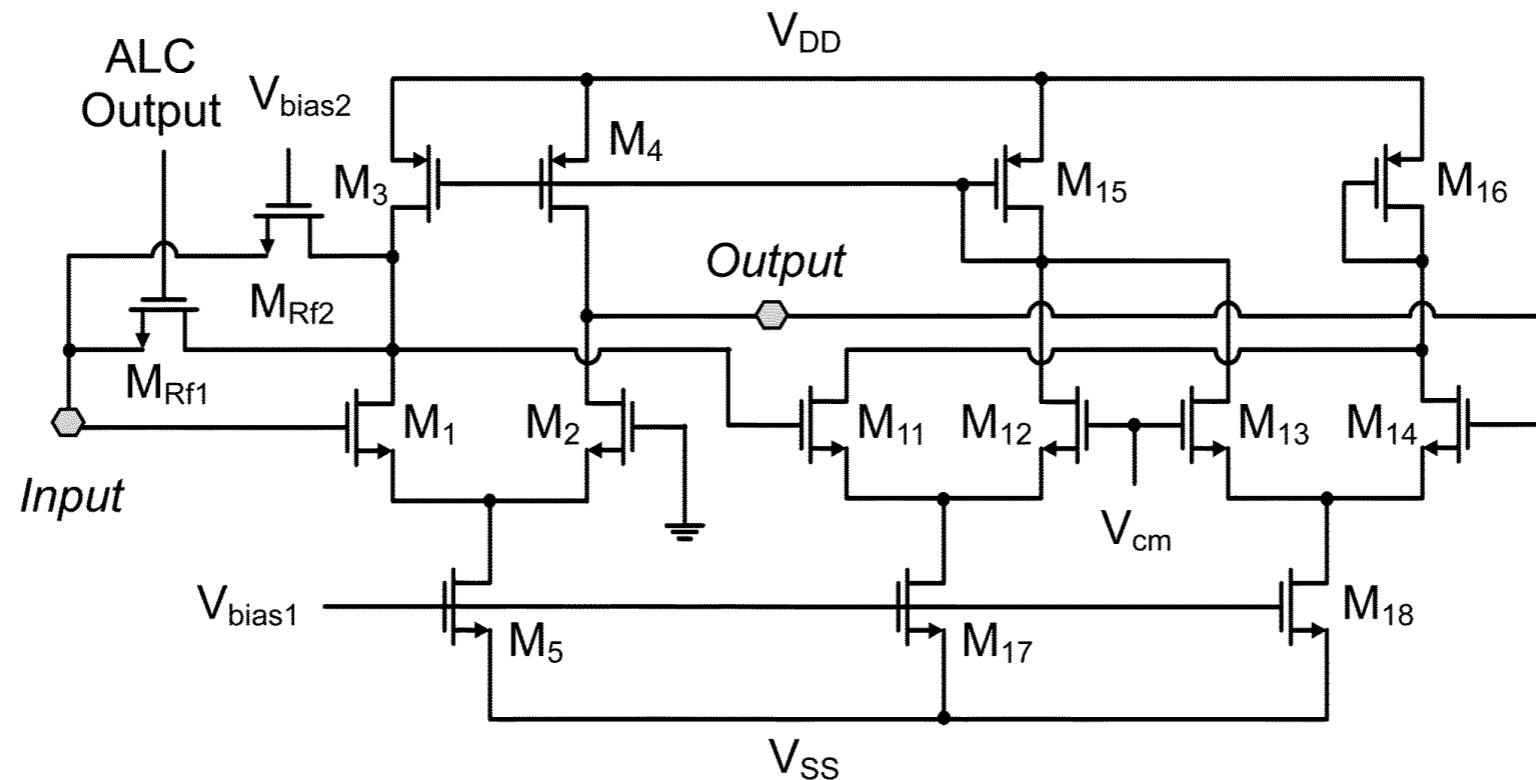 V_DD
ALC
Output
V_bias2
M_3
M_4
M_15
M_16
Output
M_Rf2
M_Rf1
M_1
M_2
M_11
M_12
M_13
M_14
Input
V_cm
V_bias1
M_5
M_17
M_18
V_SS